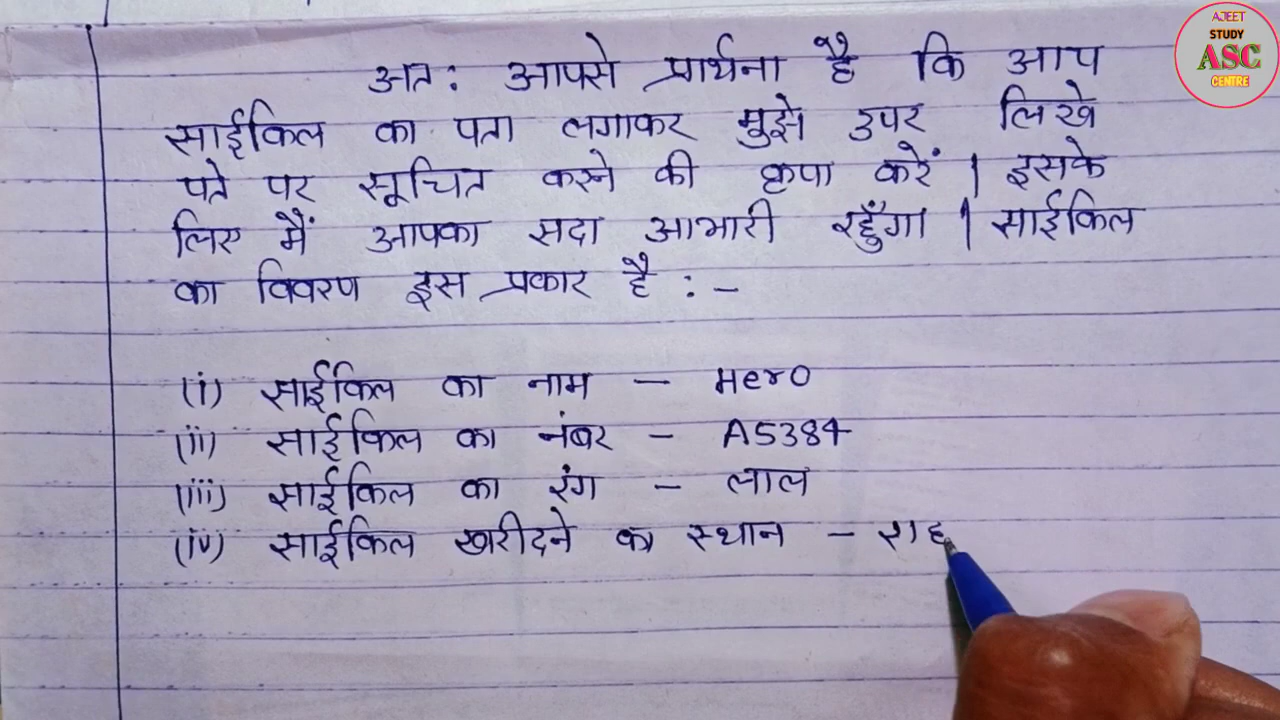 AJEET
STUDY
ASC
CENTRE
अतः आपसे प्रार्थना है कि आप
साईकिल का पता लगाकर मुझे उपर लिखे
पते पर सूचित करने की कृपा करें । इसके
लिए मैं आपका सदा आभारी रहुँगा । साईकिल
का विवरण इस प्रकार है : -
(i) साईकिल का नाम - Hero
(ii) साईकिल का नंबर - A5384
(iii) साईकिल का रंग - लाल
(iv) साईकिल खरीदने का स्थान -